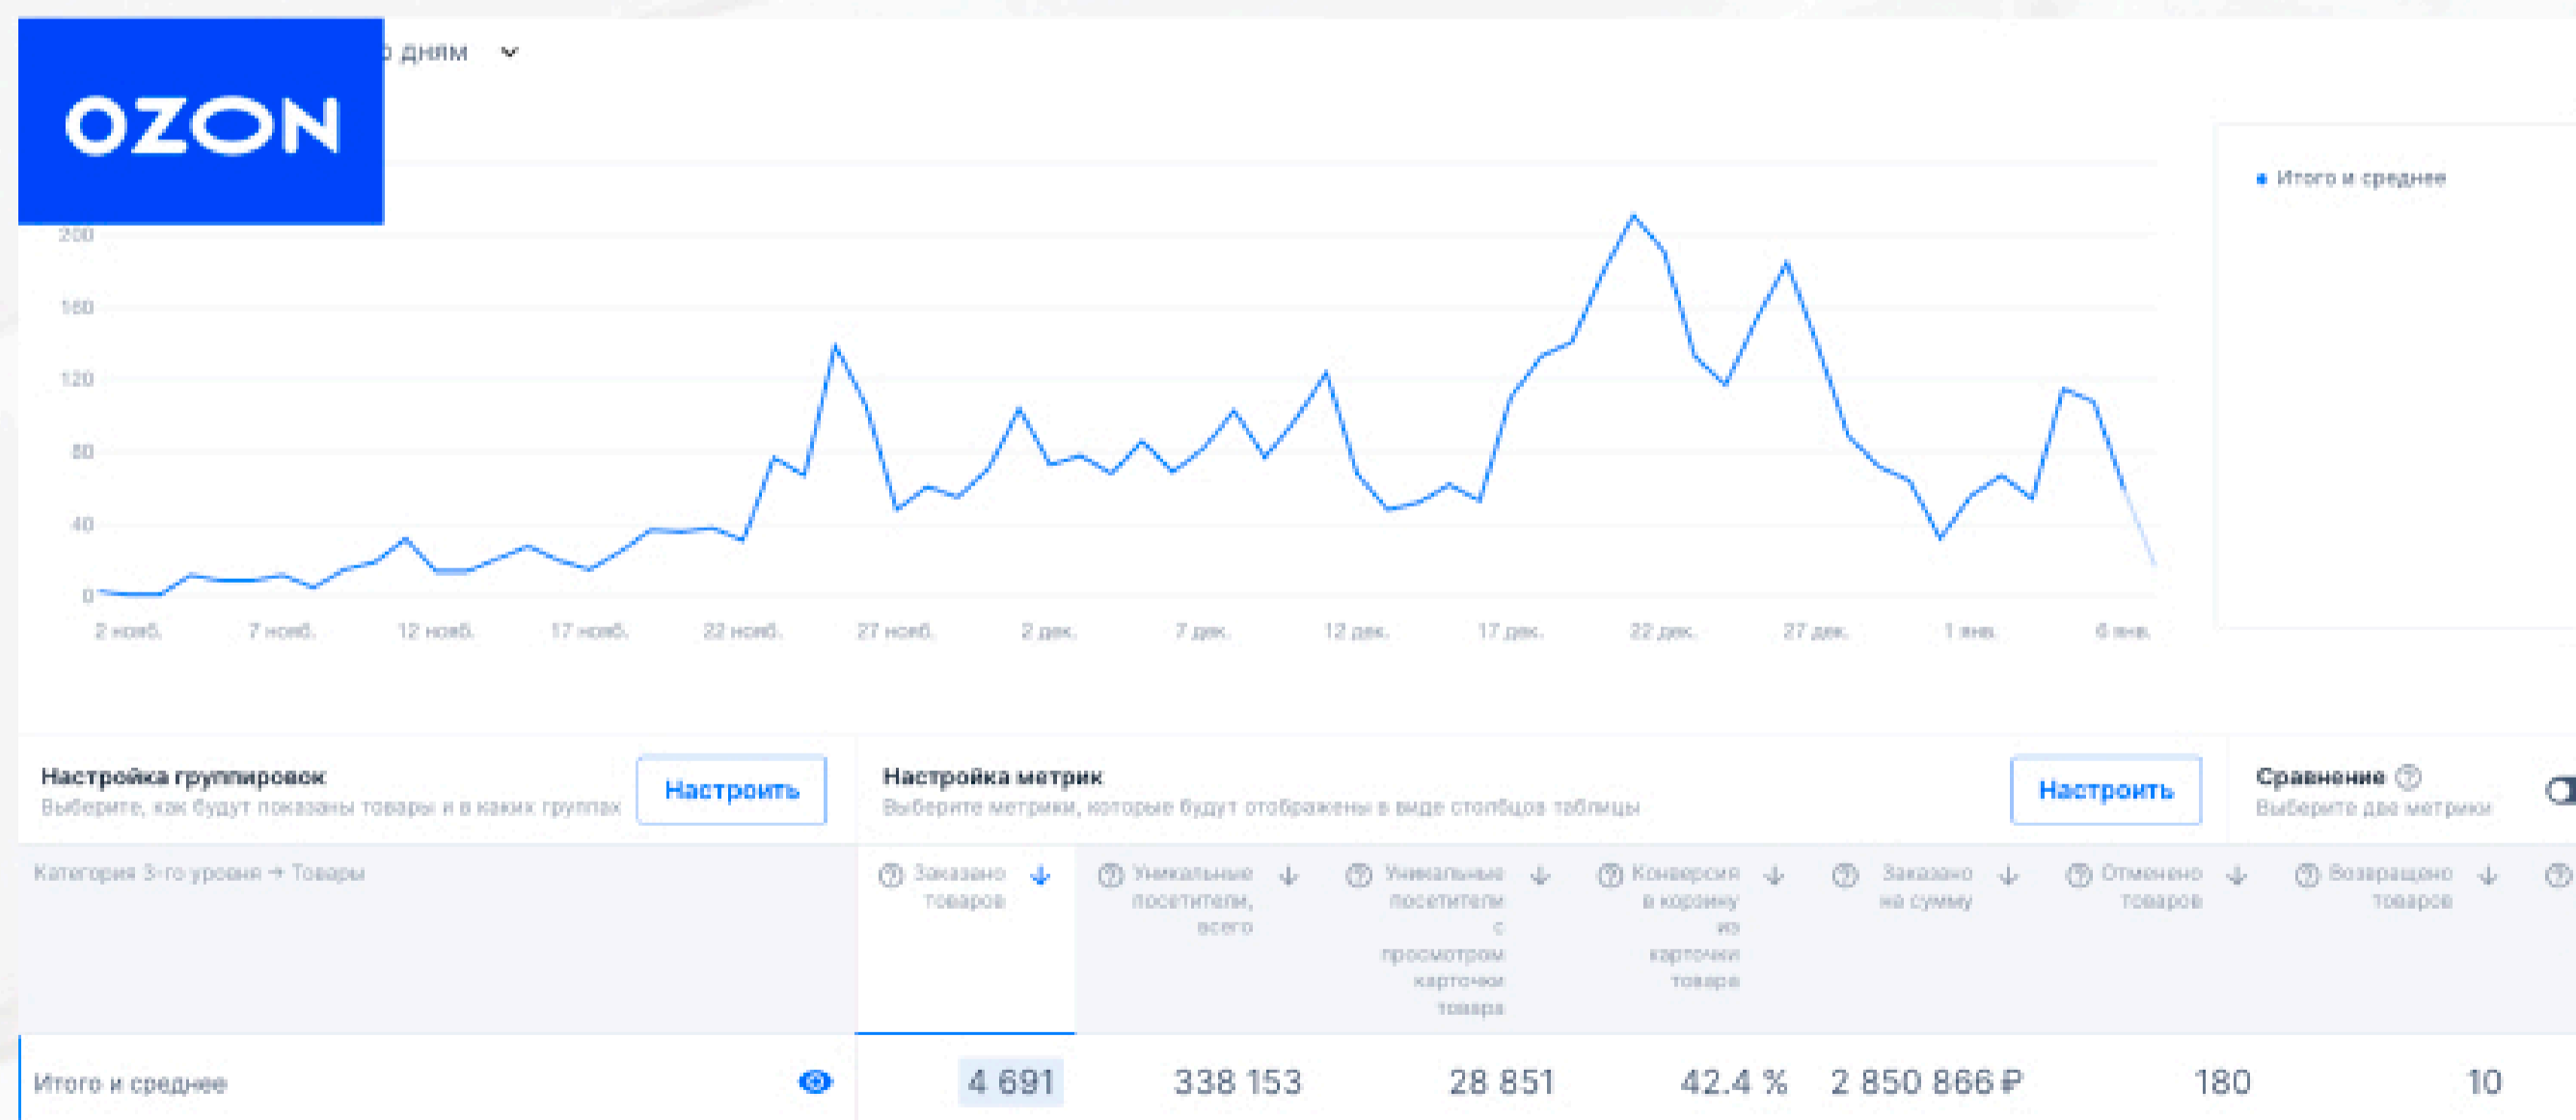 о дням
OZON
Итого и среднее
200
160
120
80
40
0
2 нояб. 7 нояб. 12 нояб. 17 нояб. 22 нояб. 27 нояб. 2 дек. 7 дек. 12 дек. 17 дек. 22 дек. 27 дек. 1 янв. 6 янв.
Настройка группировок
Выберите, как будут показаны товары и в каких группах
Настроить
Настройка метрик
Выберите метрики, которые будут отображены в виде столбцов таблицы
Настроить
Сравнение
Выберите две метрики
Категория 3-го уровня → Товары
Заказано
товаров
Уникальные
посетители,
всего
Уникальные
посетители
с
просмотром
карточки
товара
Конверсия
в корзину
из
карточки
товара
Заказано
на сумму
Отменено
товаров
Возвращено
товаров
Итого и среднее 4 691 338 153 28 851 42.4 % 2 850 866 ₽ 180 10